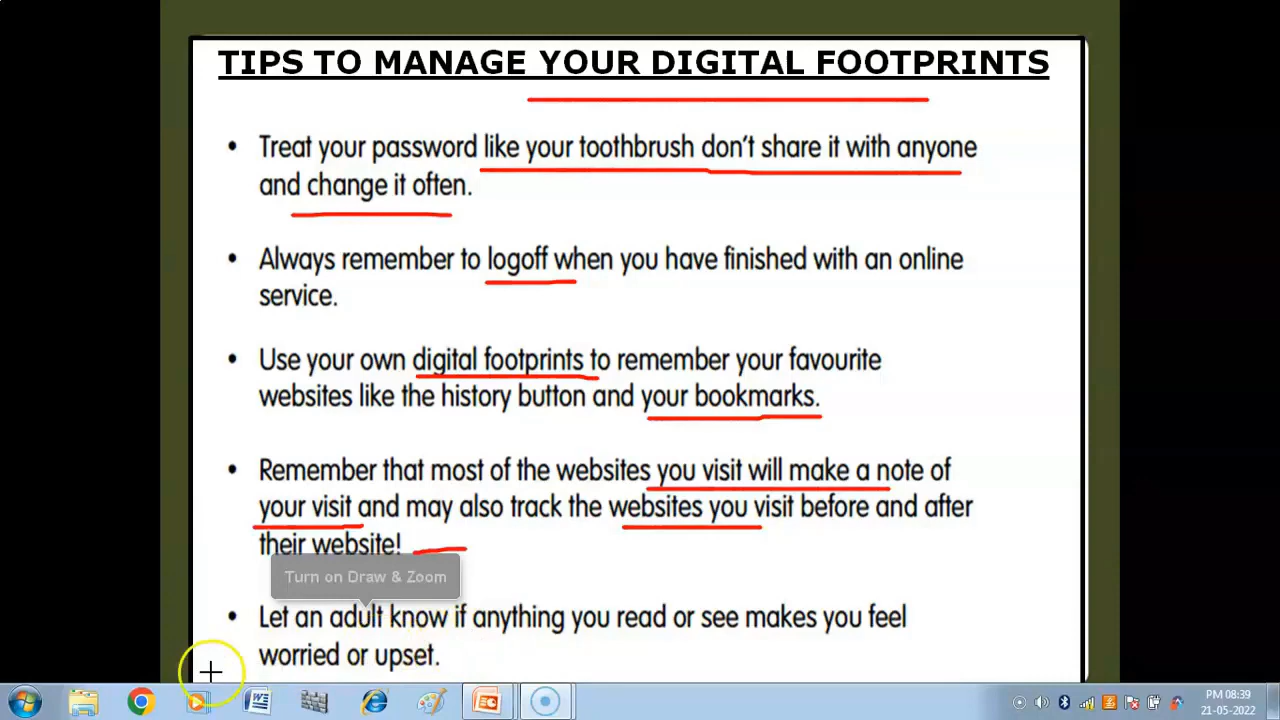 TIPS TO MANAGE YOUR DIGITAL FOOTPRINTS
• Treat your password like your toothbrush don't share it with anyone
and change it often.
• Always remember to logoff when you have finished with an online
service.
• Use your own digital footprints to remember your favourite
websites like the history button and your bookmarks.
• Remember that most of the websites you visit will make a note of
your visit and may also track the websites you visit before and after
their website!
Turn on Draw & Zoom
• Let an adult know if anything you read or see makes you feel
worried or upset.
PM 08:39
21-05-2022